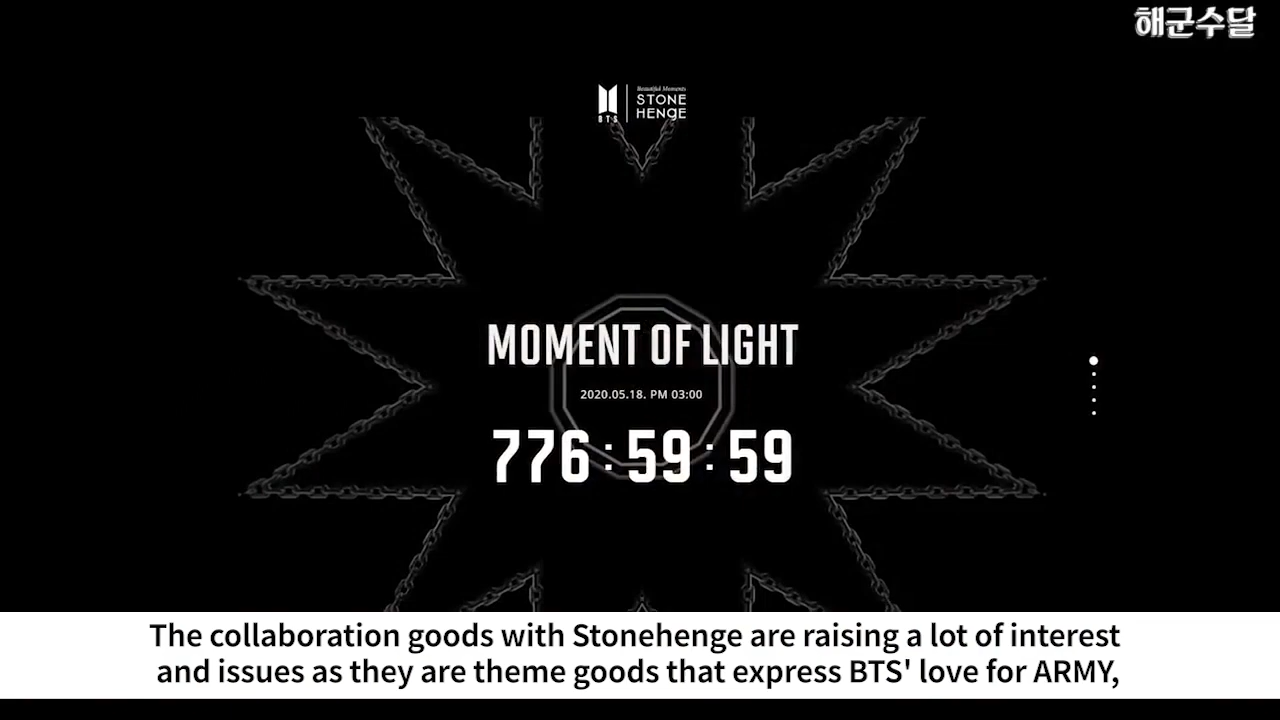 해군수달
Beautiful Moments
STONE
HENGE
BTS
MOMENT OF LIGHT
2020.05.18. PM 03:00
776:59:59
The collaboration goods with Stonehenge are raising a lot of interest
and issues as they are theme goods that express BTS' love for ARMY,